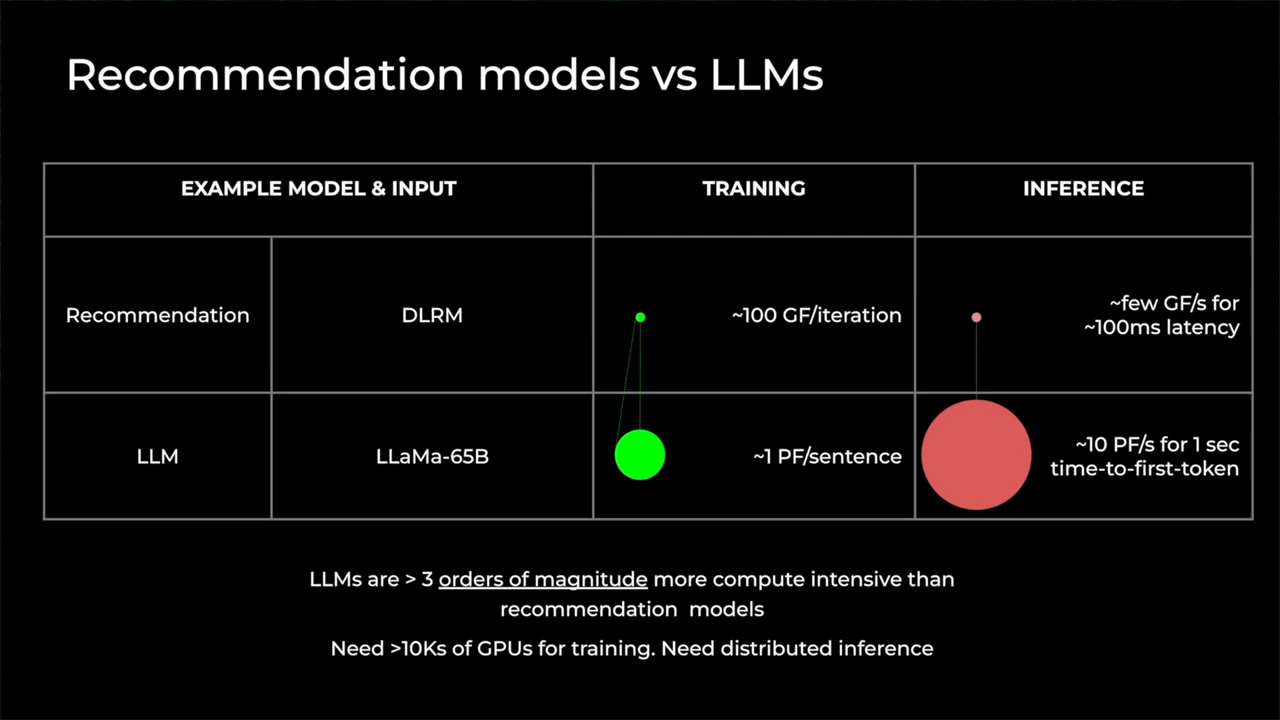 Recommendation models vs LLMs
EXAMPLE MODEL & INPUT
TRAINING
INFERENCE
Recommendation
DLRM
~100 GF/iteration
~few GF/s for
~100ms latency
LLM
LLaMa-65B
~1 PF/sentence
~10 PF/s for 1 sec
time-to-first-token
LLMs are > 3 orders of magnitude more compute intensive than
recommendation models
Need >10Ks of GPUs for training. Need distributed inference